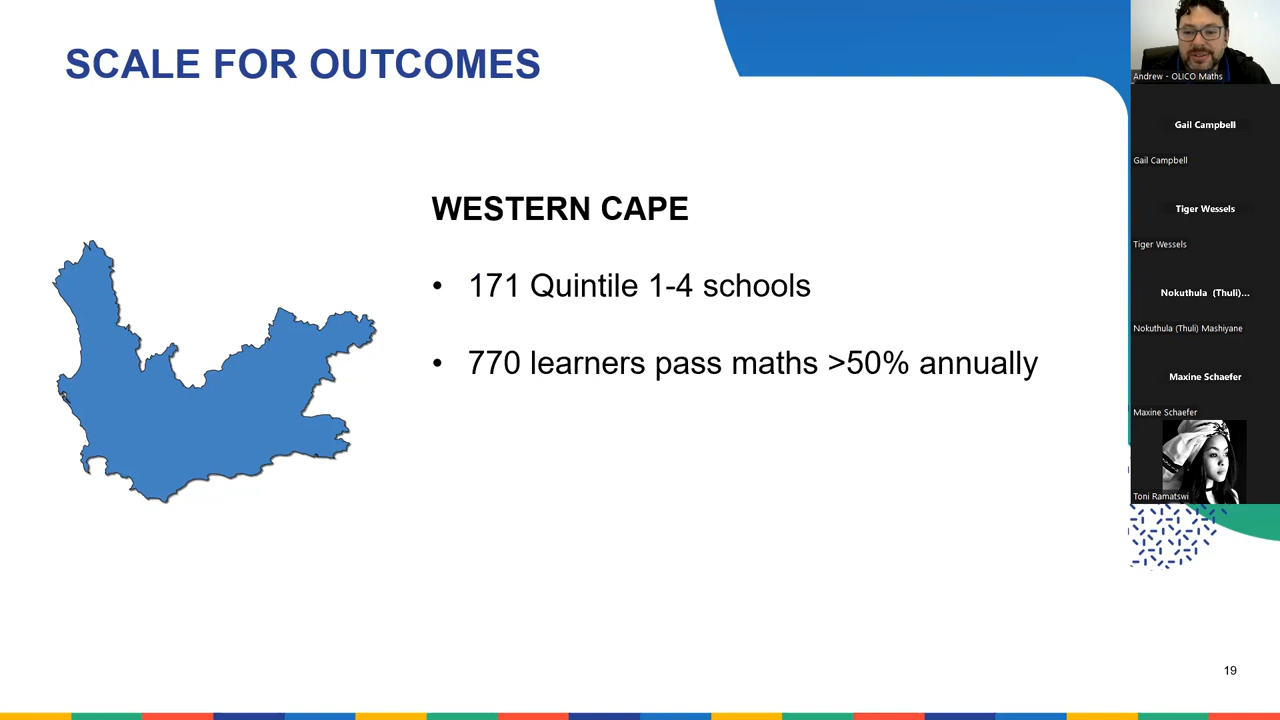 SCALE FOR OUTCOMES
WESTERN CAPE
• 171 Quintile 1-4 schools
• 770 learners pass maths >50% annually
19
Andrew - OLICO Maths
Gail Campbell
Gail Campbell
Tiger Wessels
Tiger Wessels
Nokuthula (Thuli)...
Nokuthula (Thuli) Mashiyane
Maxine Schaefer
Maxine Schaefer
Toni Ramatswi